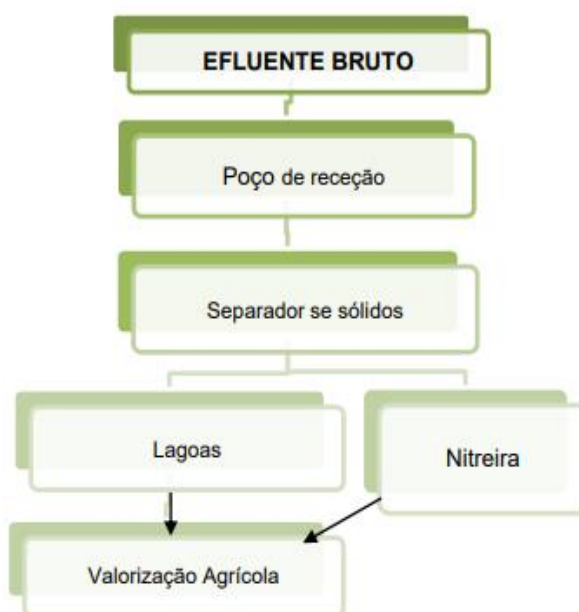 EFLUENTE BRUTO
Poço de receção
Separador se sólidos
Lagoas
Nitreira
Valorização Agrícola